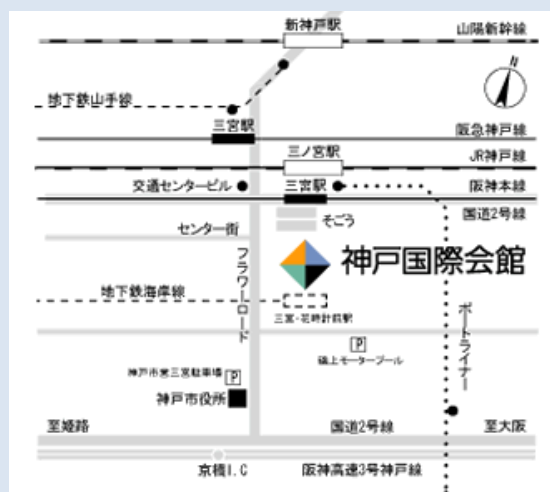 新神戸駅
山陽新幹線
N
地下鉄山手線
三宮駅
阪急神戸線
三ノ宮駅
JR神戸線
交通センタービル
三宮駅
阪神本線
国道2号線
そごう
センター街
神戸国際会館
フラワーロード
地下鉄海岸線
三宮・花時計前駅
ポートライナー
P
磯上モータープール
神戸市営三宮駐車場
P
神戸市役所
至姫路
国道2号線
至大阪
京橋I.C
阪神高速3号神戸線